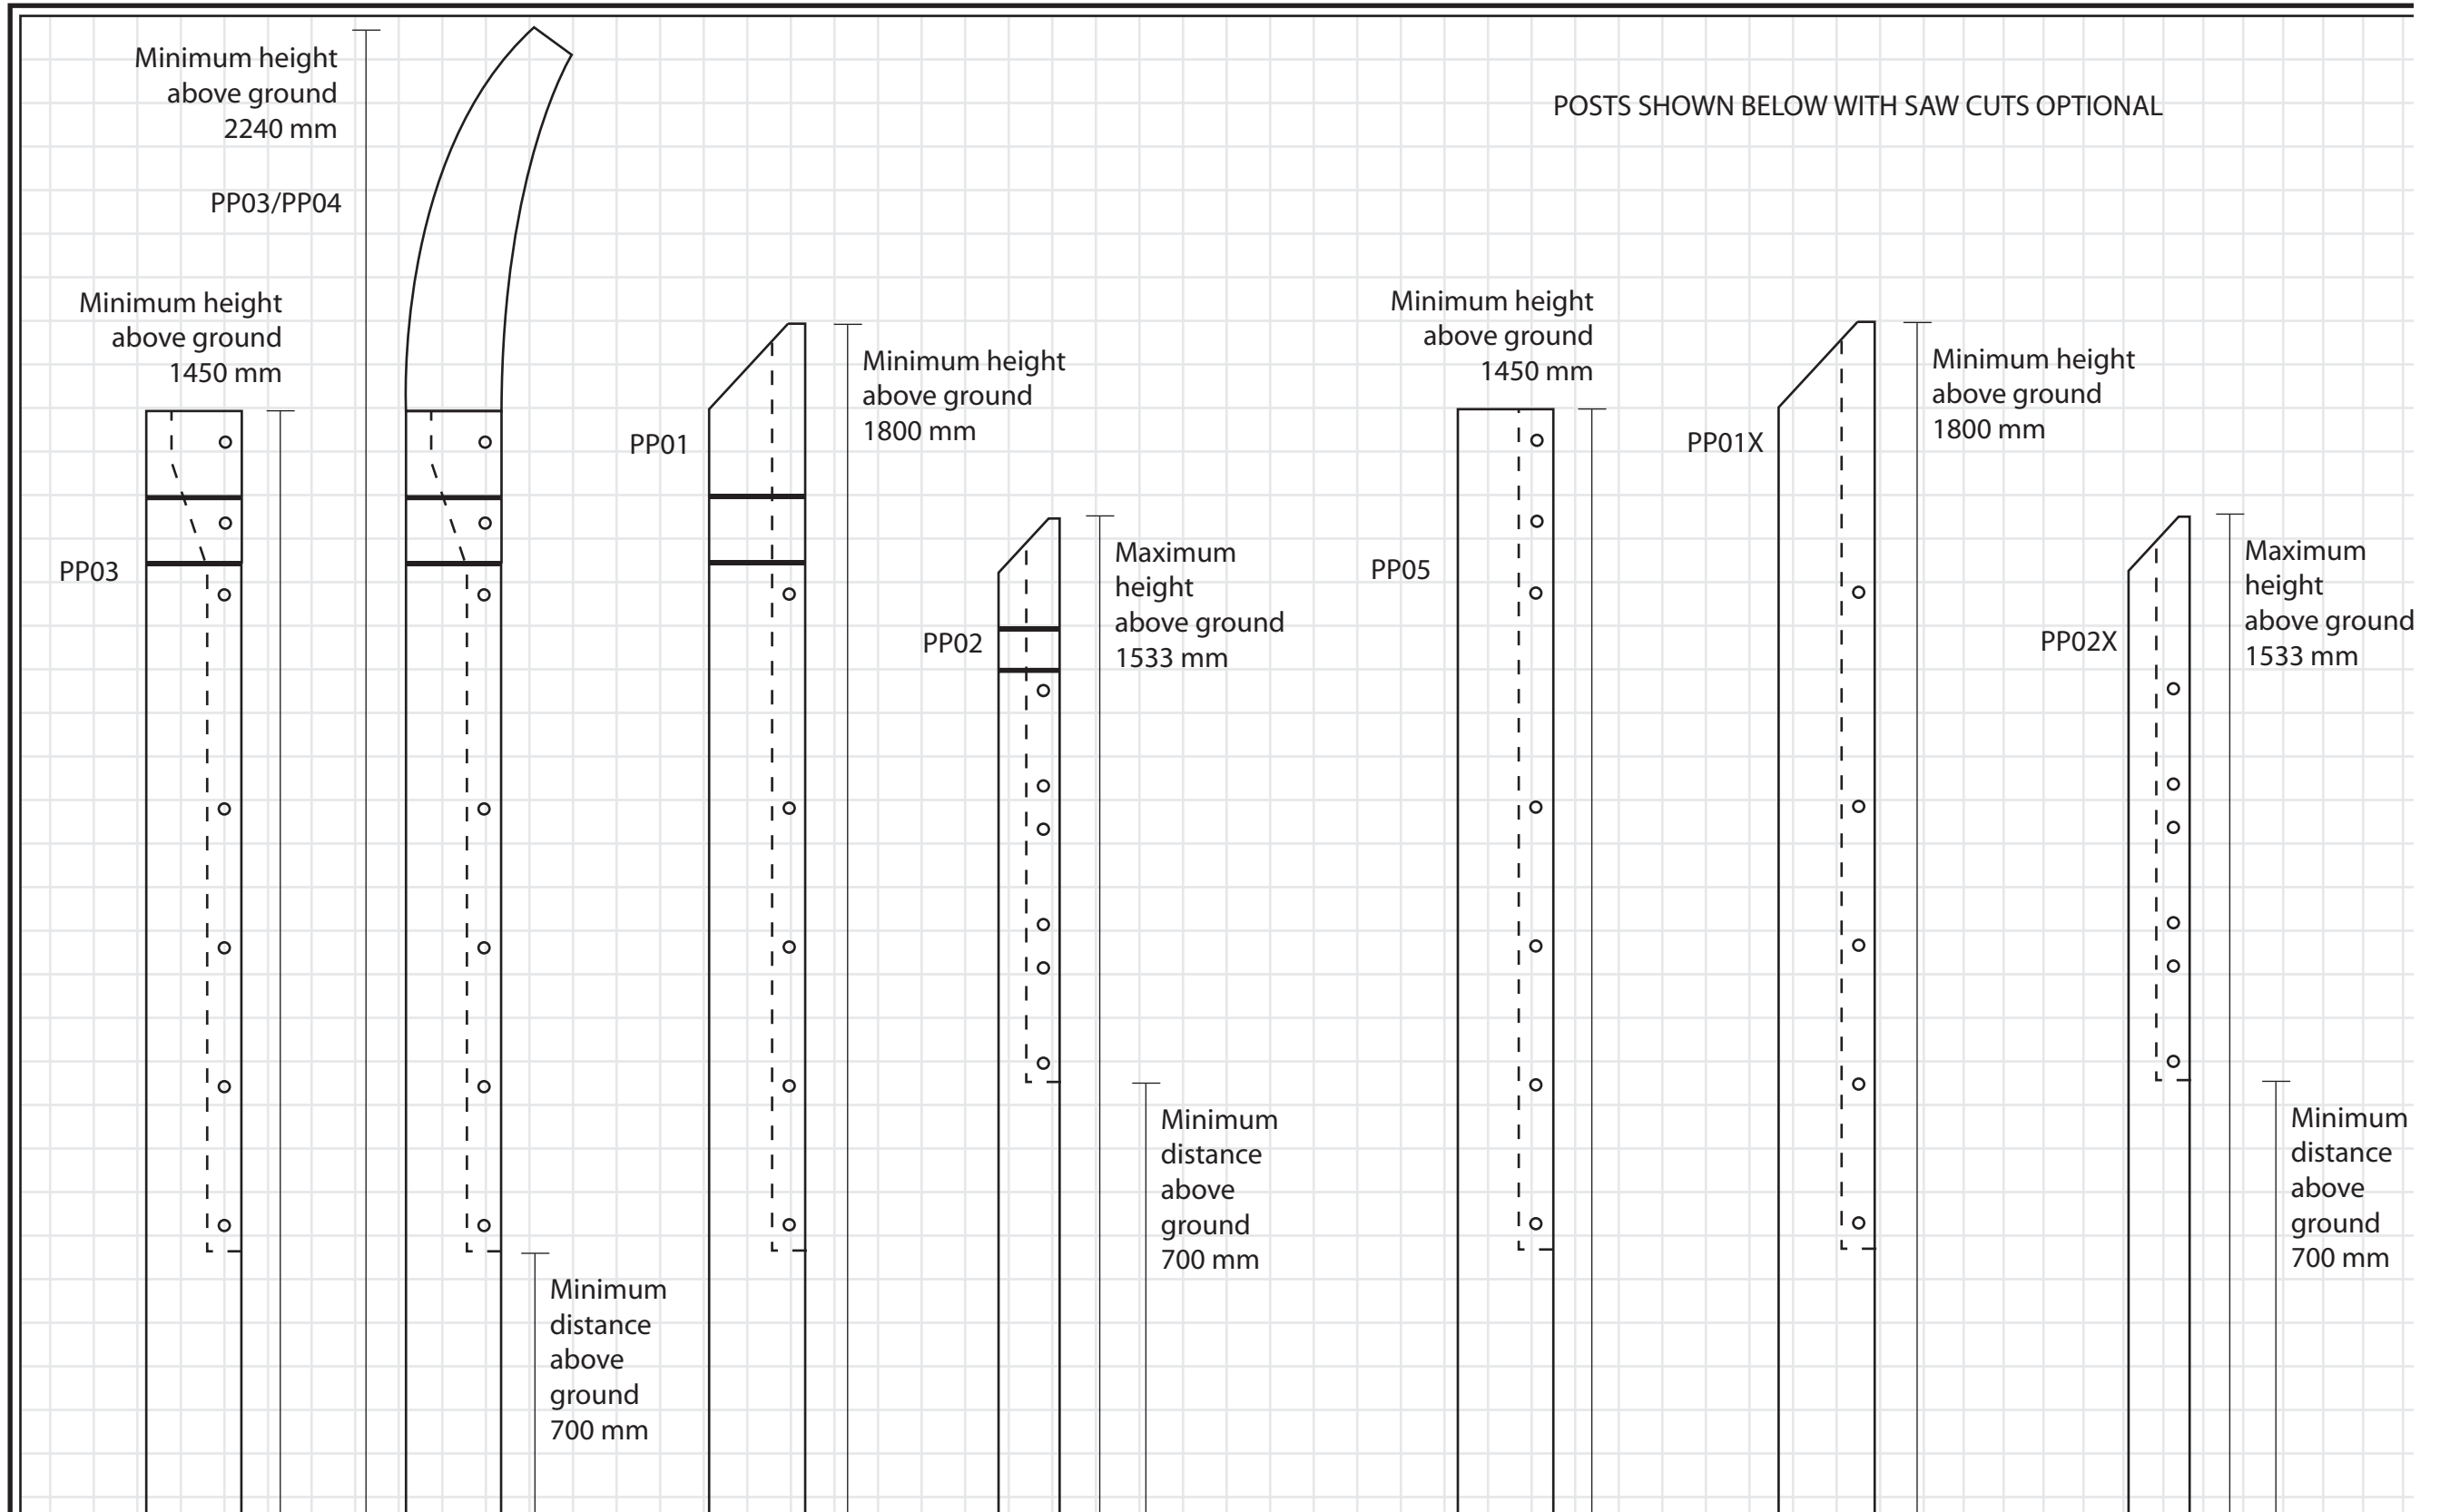 Minimum height
above ground
2240 mm
PP03/PP04
POSTS SHOWN BELOW WITH SAW CUTS OPTIONAL
Minimum height
above ground
1450 mm
PP03
PP01
Minimum height
above ground
1800 mm
PP02
Maximum
height
above ground
1533 mm
Minimum height
above ground
1450 mm
PP05
PP01X
Minimum height
above ground
1800 mm
PP02X
Maximum
height
above ground
1533 mm
Minimum
distance
above
ground
700 mm
Minimum
distance
above
ground
700 mm
Minimum
distance
above
ground
700 mm